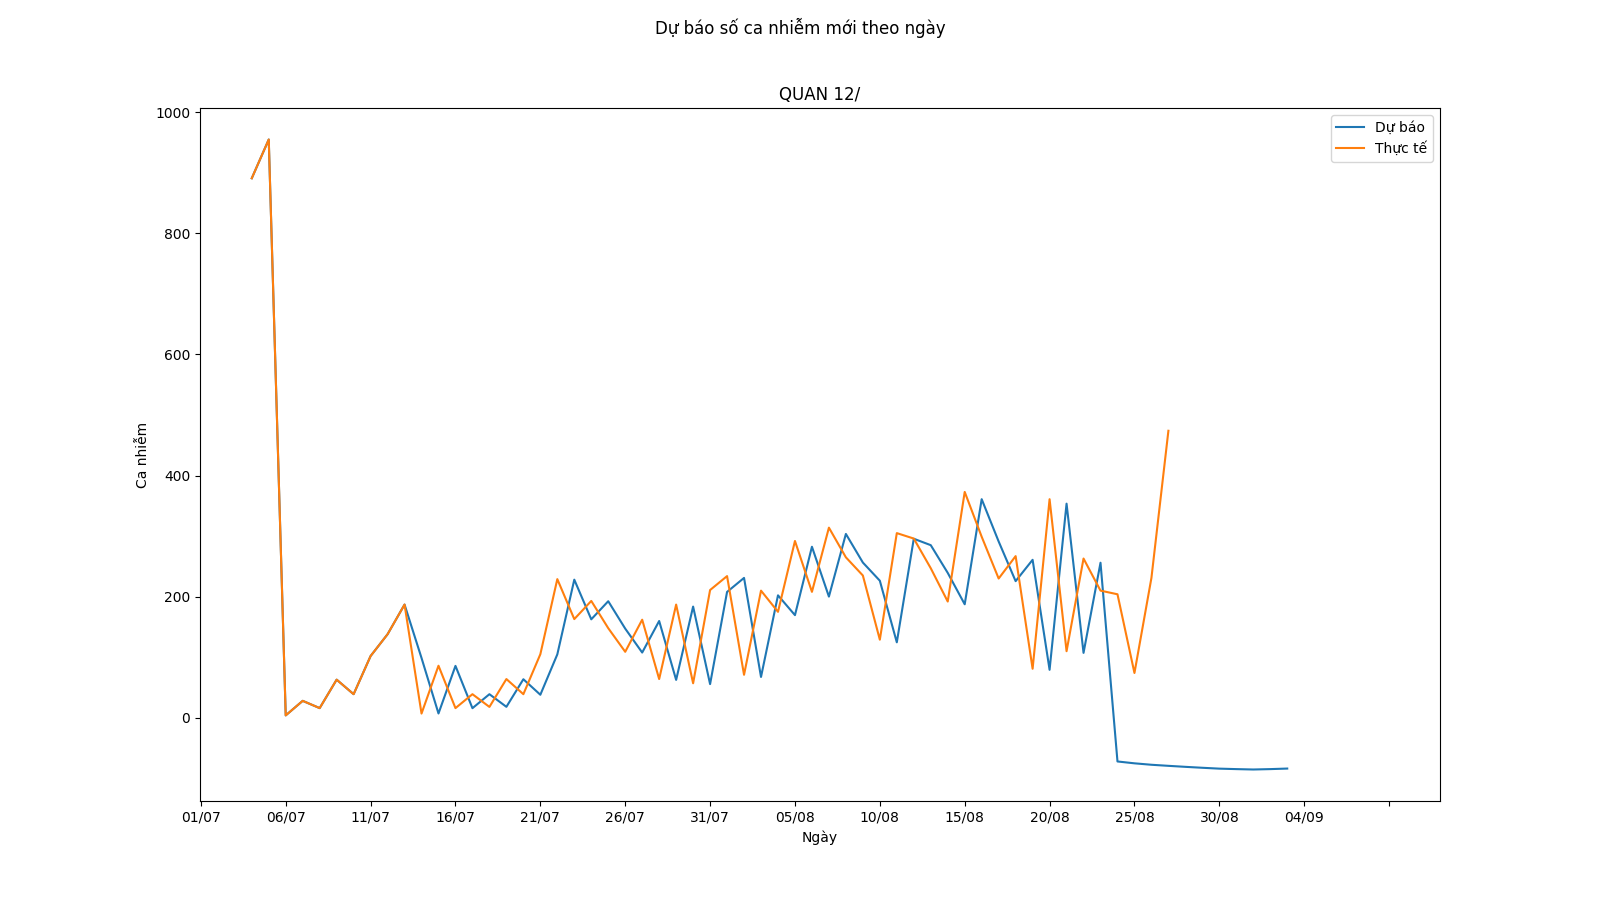 Dự báo số ca nhiễm mới theo ngày
QUAN 12/
1000
800
600
400
200
0
Ca nhiễm
Dự báo
Thực tế
01/07 06/07 11/07 16/07 21/07 26/07 31/07 05/08 10/08 15/08 20/08 25/08 30/08 04/09
Ngày